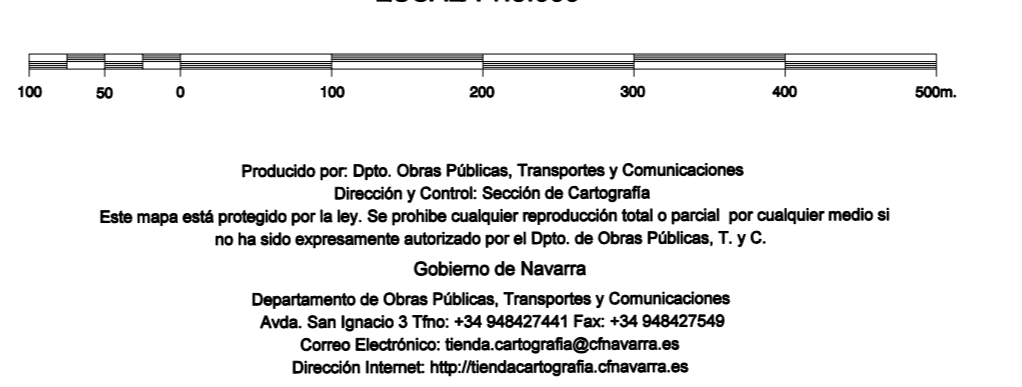 100 50 0 100 200 300 400 500m.
Producido por: Dpto. Obras Públicas, Transportes y Comunicaciones
Dirección y Control: Sección de Cartografía
Este mapa está protegido por la ley. Se prohibe cualquier reproducción total o parcial por cualquier medio si
no ha sido expresamente autorizado por el Dpto. de Obras Públicas, T. y C.
Gobierno de Navarra
Departamento de Obras Públicas, Transportes y Comunicaciones
Avda. San Ignacio 3 Tfno: +34 948427441 Fax: +34 948427549
Correo Electrónico: tienda.cartografia@cfnavarra.es
Dirección Internet: http://tiendacartografia.cfnavarra.es